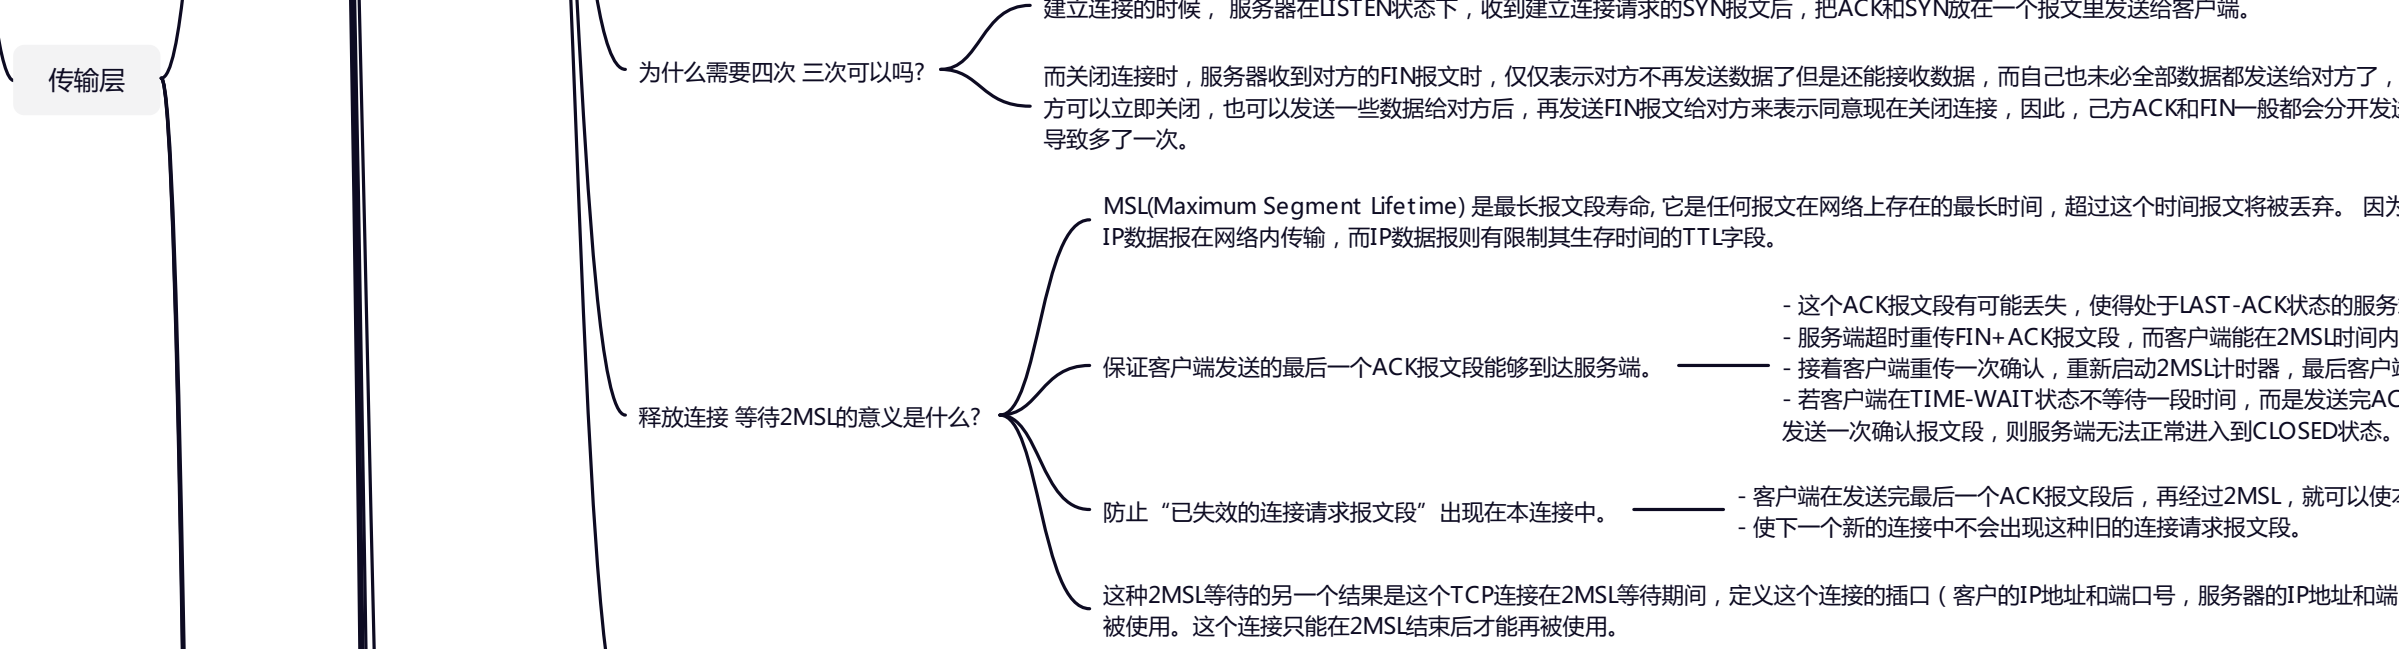 建立连接的时候， 服务器在LISTEN状态下，收到建立连接请求的SYN报文后，把ACK和SYN放在一个报文里发送给客户端。
传输层
为什么需要四次 三次可以吗?
而关闭连接时，服务器收到对方的FIN报文时，仅仅表示对方不再发送数据了但是还能接收数据，而自己也未必全部数据都发送给对方了，
方可以立即关闭，也可以发送一些数据给对方后，再发送FIN报文给对方来表示同意现在关闭连接，因此，己方ACK和FIN一般都会分开发送
导致多了一次。
MSL(Maximum Segment Lifetime) 是最长报文段寿命, 它是任何报文在网络上存在的最长时间，超过这个时间报文将被丢弃。 因为
IP数据报在网络内传输，而IP数据报则有限制其生存时间的TTL字段。
- 这个ACK报文段有可能丢失，使得处于LAST-ACK状态的服务
- 服务端超时重传FIN+ACK报文段，而客户端能在2MSL时间内
保证客户端发送的最后一个ACK报文段能够到达服务端。
- 接着客户端重传一次确认，重新启动2MSL计时器，最后客户端
- 若客户端在TIME-WAIT状态不等待一段时间，而是发送完AC
发送一次确认报文段，则服务端无法正常进入到CLOSED状态。
释放连接 等待2MSL的意义是什么?
防止“已失效的连接请求报文段”出现在本连接中。
- 客户端在发送完最后一个ACK报文段后，再经过2MSL，就可以使本
- 使下一个新的连接中不会出现这种旧的连接请求报文段。
这种2MSL等待的另一个结果是这个TCP连接在2MSL等待期间，定义这个连接的插口（客户的IP地址和端口号，服务器的IP地址和端
被使用。这个连接只能在2MSL结束后才能再被使用。